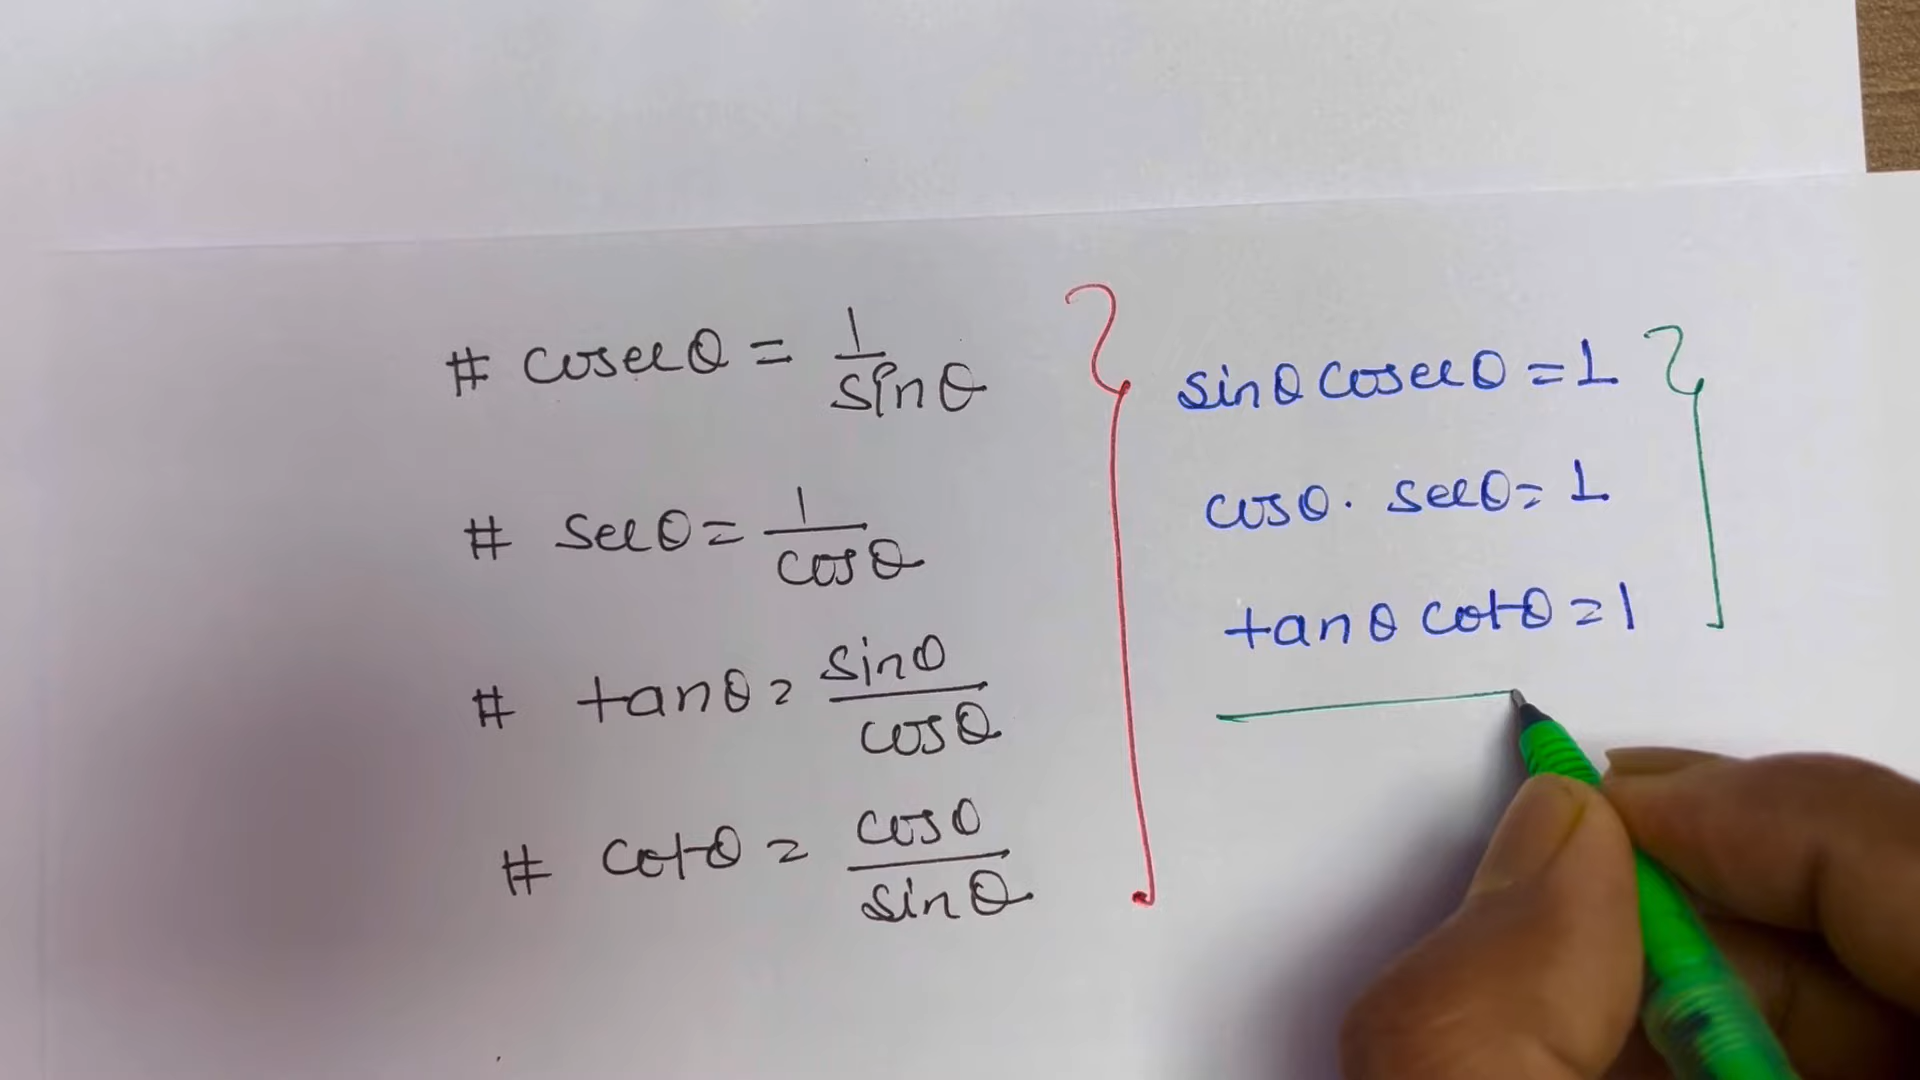 # cosecθ = 1/sinθ
# secθ = 1/cosθ
# tanθ = sinθ/cosθ
# cotθ = cosθ/sinθ
sinθ cosecθ = 1
cosθ. secθ = 1
tanθ cotθ = 1